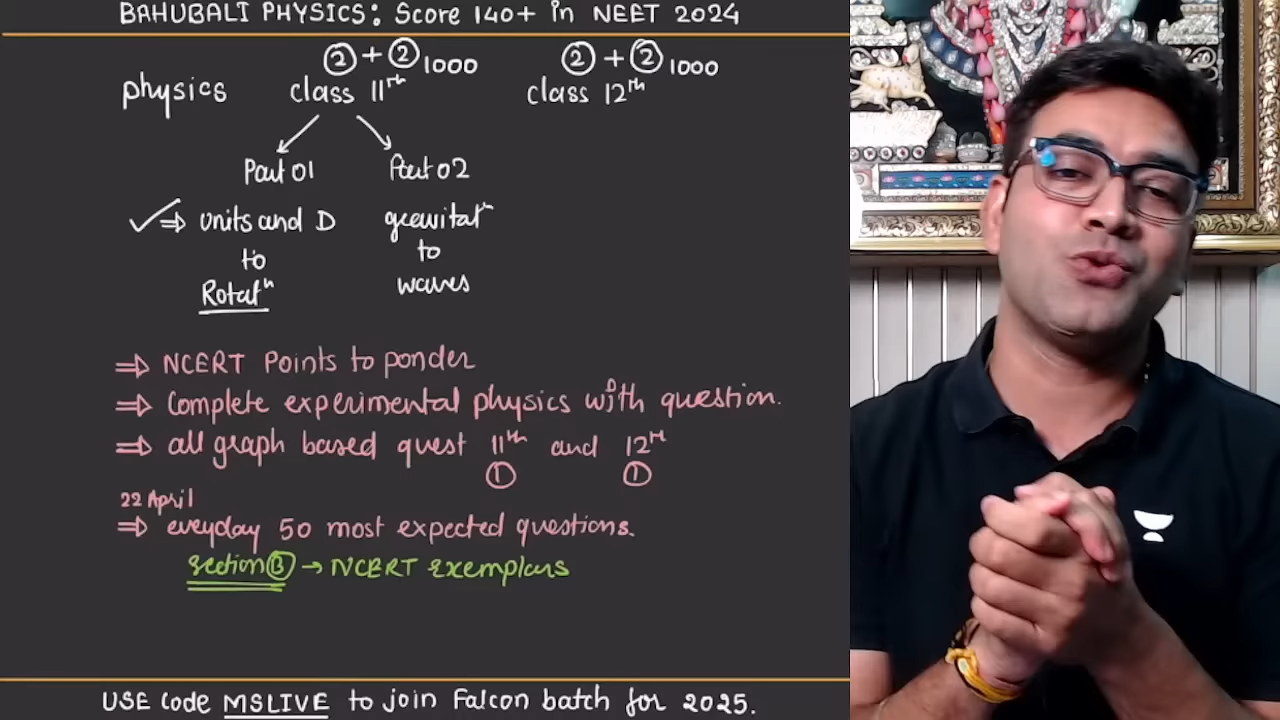 BAHUBALI PHYSICS: Score 140+ in NEET 2024
② + ② 1000 ② + ② 1000
physics class 11th class 12th
Part 01 Part 02
✓⇒ units and D gravitatn
to to
Rotatn waves
⇒ NCERT Points to ponder
⇒ Complete experimental physics with question.
⇒ all graph based quest 11th and 12th
① ①
22 April
⇒ everyday 50 most expected questions.
Section Ⓑ → NCERT Exemplars
USE Code MSLIVE to join Falcon batch for 2025.